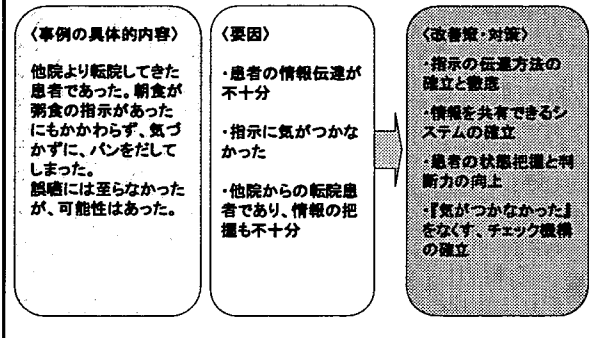 〈事例の具体的内容〉
他院より転院してきた
患者であった。朝食が
粥食の指示があった
にもかかわらず、気づ
かずに、パンをだして
しまった。
誤嚥には至らなかった
が、可能性はあった。
〈要因〉
・患者の情報伝達が
不十分
・指示に気がつかな
かった
・他院からの転院患
者であり、情報の把
握も不十分
〈改善策・対策〉
・指示の伝達方法の
確立と徹底
・情報を共有できるシ
ステムの確立
・患者の状態把握と判
断力の向上
・『気がつかなかった』
をなくす、チェック機構
の確立